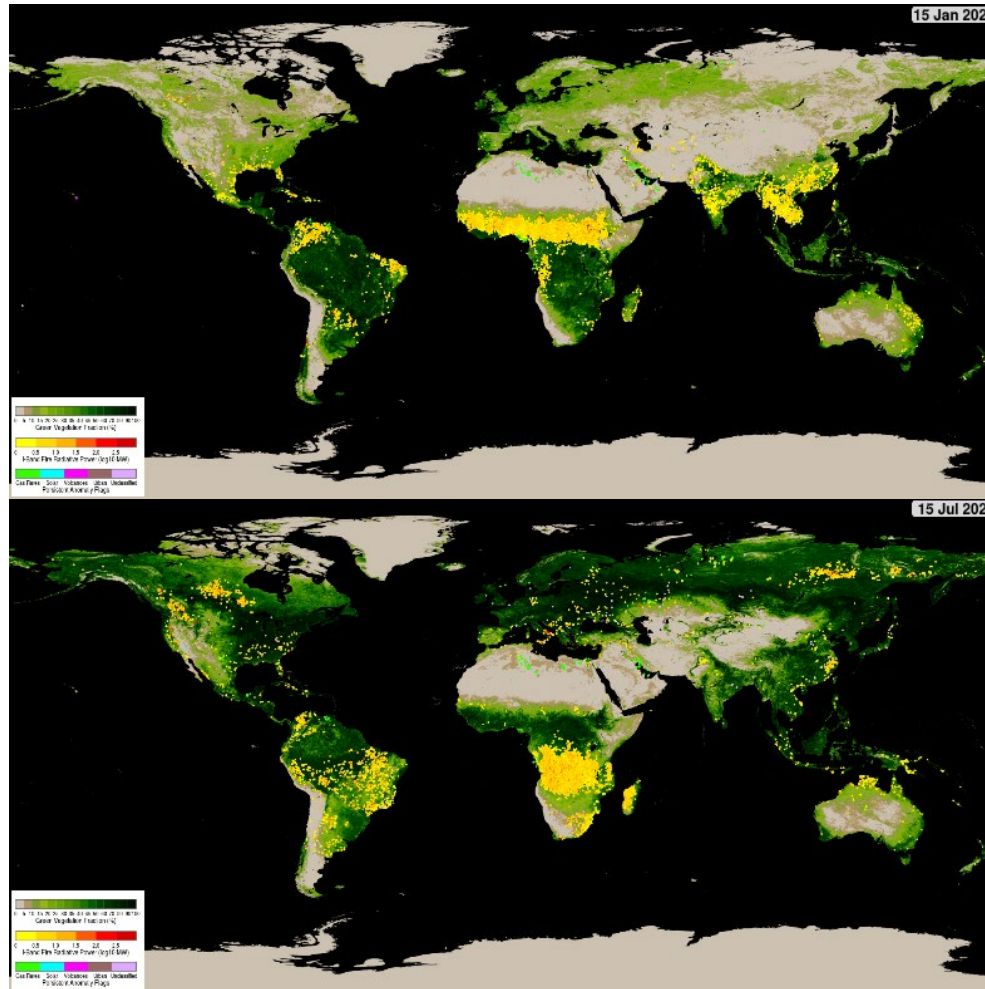 15 Jan 202
Green Vegetation Fraction (%)
0 0.5 1.0 1.5 2.0 2.5
I-Band Fire Radiative Power (log10 MW)
Gas Flares Solar Volcanoes Urban Unclassified
Persistent Anomaly Flags
15 Jul 202
Green Vegetation Fraction (%)
0 0.5 1.0 1.5 2.0 2.5
I-Band Fire Radiative Power (log10 MW)
Gas Flares Solar Volcanoes Urban Unclassified
Persistent Anomaly Flags